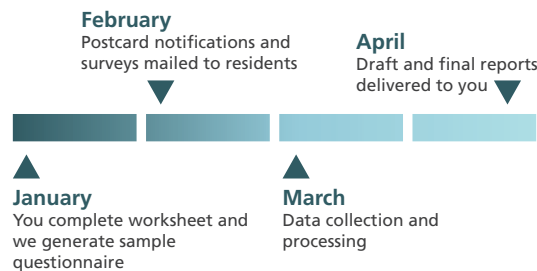 February
Postcard notifications and
surveys mailed to residents
April
Draft and final reports
delivered to you
January
You complete worksheet and
we generate sample
questionnaire
March
Data collection and
processing